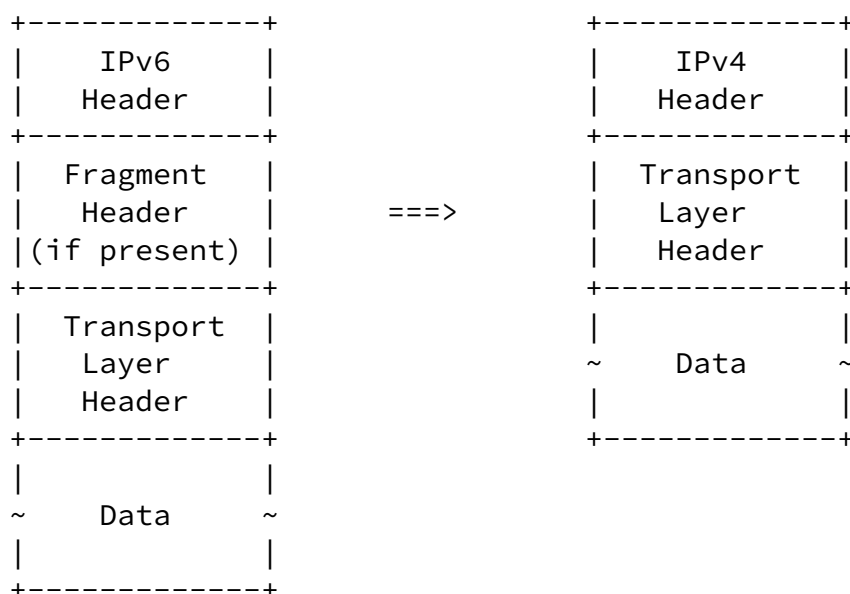 +-------------+                 +-------------+
|    IPv6     |                 |    IPv4     |
|   Header    |                 |   Header    |
+-------------+                 +-------------+
|  Fragment   |                 |  Transport  |
|   Header    |      ===>       |   Layer     |
|(if present) |                 |   Header    |
+-------------+                 +-------------+
|  Transport  |                 |             |
|   Layer     |                 ~    Data     ~
|   Header    |                 |             |
+-------------+                 +-------------+
|             |
~    Data     ~
|             |
+-------------+